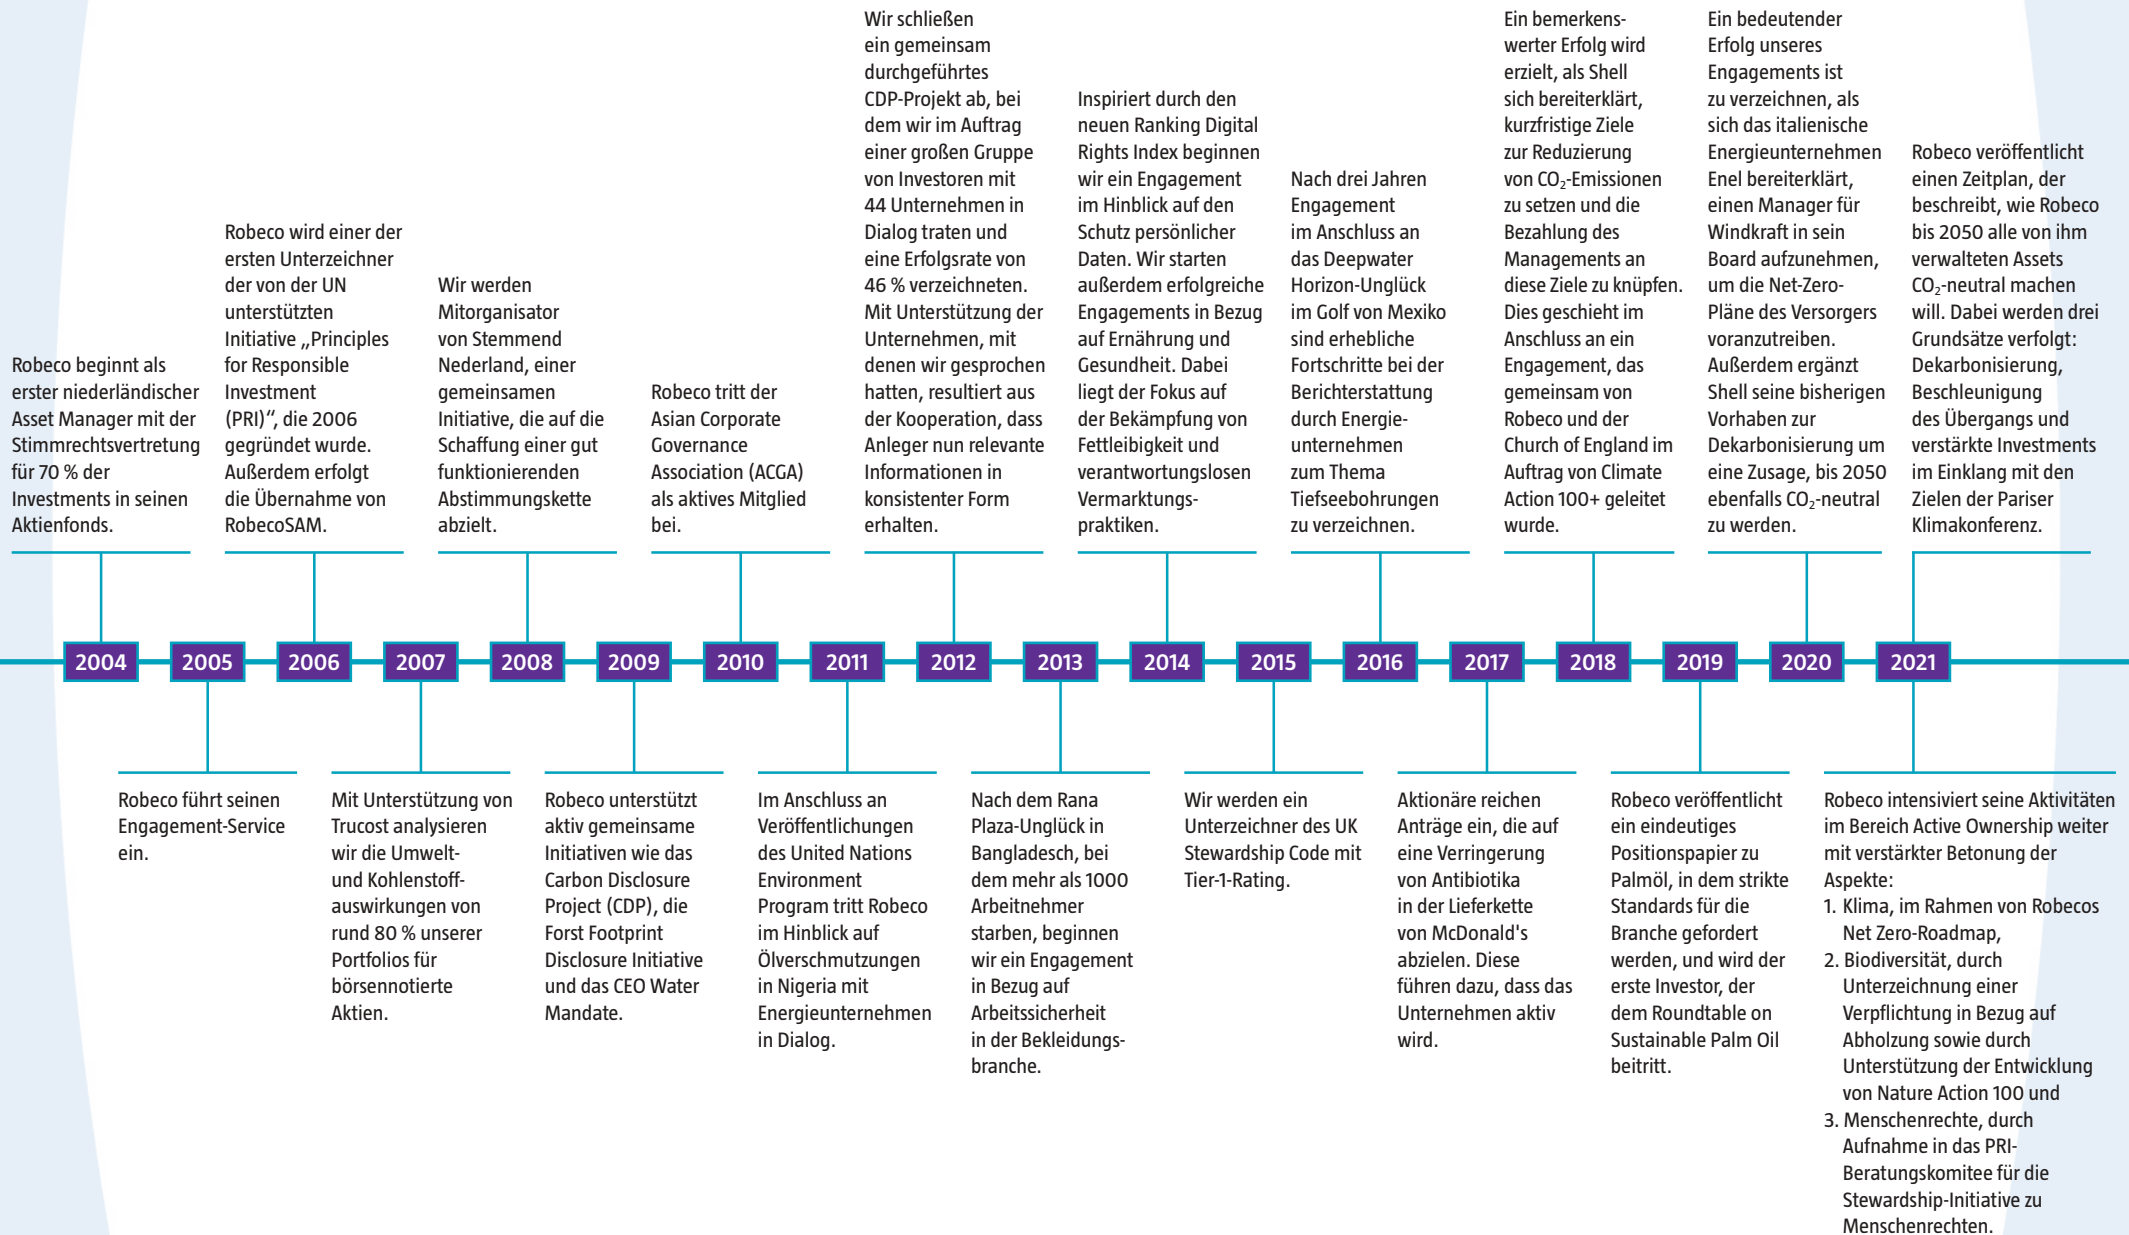 Robeco beginnt als
erster niederländischer
Asset Manager mit der
Stimmrechtsvertretung
für 70 % der
Investments in seinen
Aktienfonds.
Robeco wird einer der
ersten Unterzeichner
der von der UN
unterstützten
Initiative „Principles
for Responsible
Investment
(PRI)“, die 2006
gegründet wurde.
Außerdem erfolgt
die Übernahme von
RobecoSAM.
Wir werden
Mitorganisator
von Stemmend
Nederland, einer
gemeinsamen
Initiative, die auf die
Schaffung einer gut
funktionierenden
Abstimmungskette
abzielt.
Robeco tritt der
Asian Corporate
Governance
Association (ACGA)
als aktives Mitglied
bei.
Wir schließen
ein gemeinsam
durchgeführtes
CDP-Projekt ab, bei
dem wir im Auftrag
einer großen Gruppe
von Investoren mit
44 Unternehmen in
Dialog traten und
eine Erfolgsrate von
46 % verzeichneten.
Mit Unterstützung der
Unternehmen, mit
denen wir gesprochen
hatten, resultiert aus
der Kooperation, dass
Anleger nun relevante
Informationen in
konsistenter Form
erhalten.
Inspiriert durch den
neuen Ranking Digital
Rights Index beginnen
wir ein Engagement
im Hinblick auf den
Schutz persönlicher
Daten. Wir starten
außerdem erfolgreiche
Engagements in Bezug
auf Ernährung und
Gesundheit. Dabei
liegt der Fokus auf
der Bekämpfung von
Fettleibigkeit und
verantwortungslosen
Vermarktungs-
praktiken.
Nach drei Jahren
Engagement
im Anschluss an
das Deepwater
Horizon-Unglück
im Golf von Mexiko
sind erhebliche
Fortschritte bei der
Berichterstattung
durch Energie-
unternehmen
zum Thema
Tiefseebohrungen
zu verzeichnen.
Ein bemerkens-
werter Erfolg wird
erzielt, als Shell
sich bereiterklärt,
kurzfristige Ziele
zur Reduzierung
von CO₂-Emissionen
zu setzen und die
Bezahlung des
Managements an
diese Ziele zu knüpfen.
Dies geschieht im
Anschluss an ein
Engagement, das
gemeinsam von
Robeco und der
Church of England im
Auftrag von Climate
Action 100+ geleitet
wurde.
Ein bedeutender
Erfolg unseres
Engagements ist
zu verzeichnen, als
sich das italienische
Energieunternehmen
Enel bereiterklärt,
einen Manager für
Windkraft in sein
Board aufzunehmen,
um die Net-Zero-
Pläne des Versorgers
voranzutreiben.
Außerdem ergänzt
Shell seine bisherigen
Vorhaben zur
Dekarbonisierung um
eine Zusage, bis 2050
ebenfalls CO₂-neutral
zu werden.
Robeco veröffentlicht
einen Zeitplan, der
beschreibt, wie Robeco
bis 2050 alle von ihm
verwalteten Assets
CO₂-neutral machen
will. Dabei werden drei
Grundsätze verfolgt:
Dekarbonisierung,
Beschleunigung
des Übergangs und
verstärkte Investments
im Einklang mit den
Zielen der Pariser
Klimakonferenz.
2004 2005 2006 2007 2008 2009 2010 2011 2012 2013 2014 2015 2016 2017 2018 2019 2020 2021
Robeco führt seinen
Engagement-Service
ein.
Mit Unterstützung von
Trucost analysieren
wir die Umwelt-
und Kohlenstoff-
auswirkungen von
rund 80 % unserer
Portfolios für
börsennotierte
Aktien.
Robeco unterstützt
aktiv gemeinsame
Initiativen wie das
Carbon Disclosure
Project (CDP), die
Forst Footprint
Disclosure Initiative
und das CEO Water
Mandate.
Im Anschluss an
Veröffentlichungen
des United Nations
Environment
Program tritt Robeco
im Hinblick auf
Ölverschmutzungen
in Nigeria mit
Energieunternehmen
in Dialog.
Nach dem Rana
Plaza-Unglück in
Bangladesch, bei
dem mehr als 1000
Arbeitnehmer
starben, beginnen
wir ein Engagement
in Bezug auf
Arbeitssicherheit
in der Bekleidungs-
branche.
Wir werden ein
Unterzeichner des UK
Stewardship Code mit
Tier-1-Rating.
Aktionäre reichen
Anträge ein, die auf
eine Verringerung
von Antibiotika
in der Lieferkette
von McDonald's
abzielen. Diese
führen dazu, dass das
Unternehmen aktiv
wird.
Robeco veröffentlicht
ein eindeutiges
Positionspapier zu
Palmöl, in dem strikte
Standards für die
Branche gefordert
werden, und wird der
erste Investor, der
dem Roundtable on
Sustainable Palm Oil
beitritt.
Robeco intensiviert seine Aktivitäten
im Bereich Active Ownership weiter
mit verstärkter Betonung der
Aspekte:
1. Klima, im Rahmen von Robecos
Net Zero-Roadmap,
2. Biodiversität, durch
Unterzeichnung einer
Verpflichtung in Bezug auf
Abholzung sowie durch
Unterstützung der Entwicklung
von Nature Action 100 und
3. Menschenrechte, durch
Aufnahme in das PRI-
Beratungskomitee für die
Stewardship-Initiative zu
Menschenrechten.